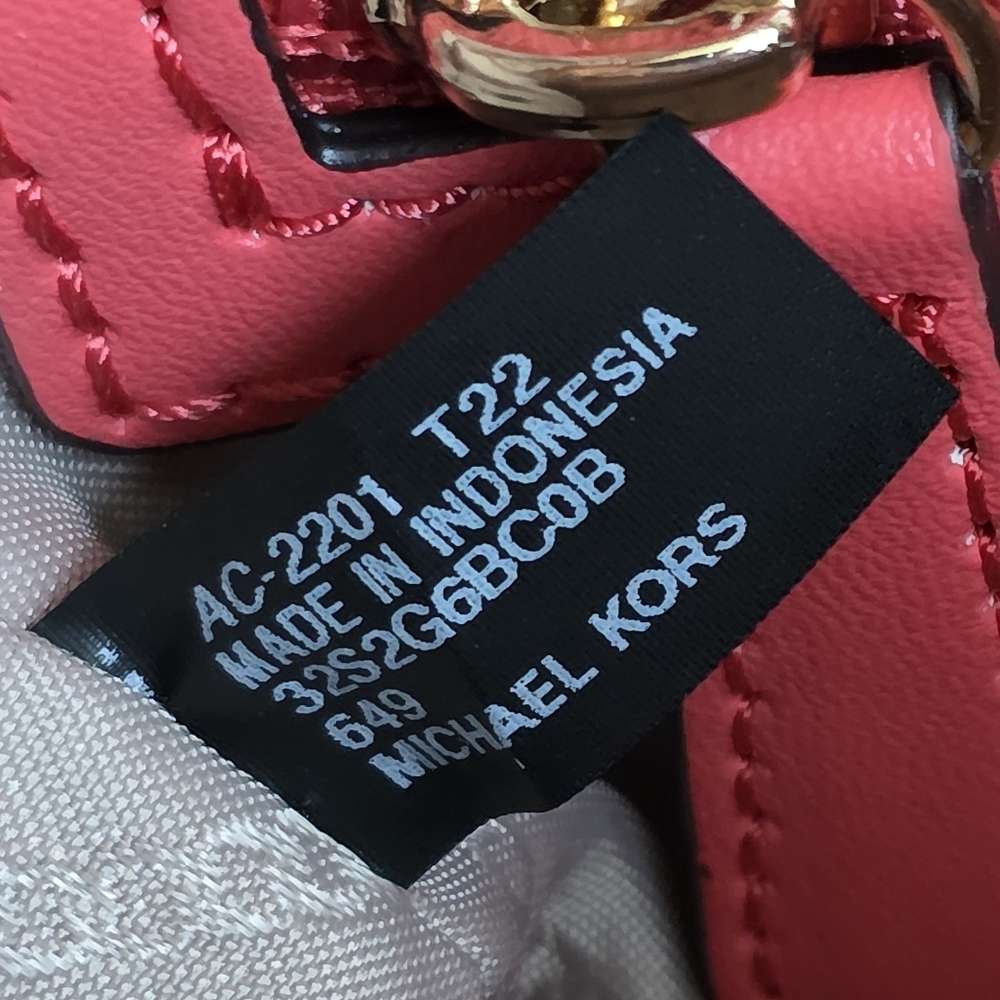 AC-2201 T22
MADE IN INDONESIA
32S2G6BC0B
649
MICHAEL KORS